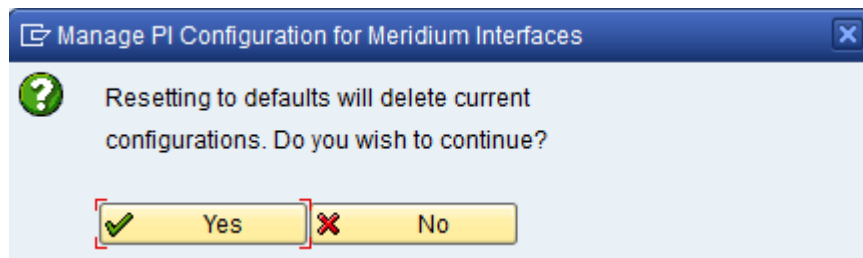 Manage PI Configuration for Meridium Interfaces
Resetting to defaults will delete current
configurations. Do you wish to continue?
Yes No